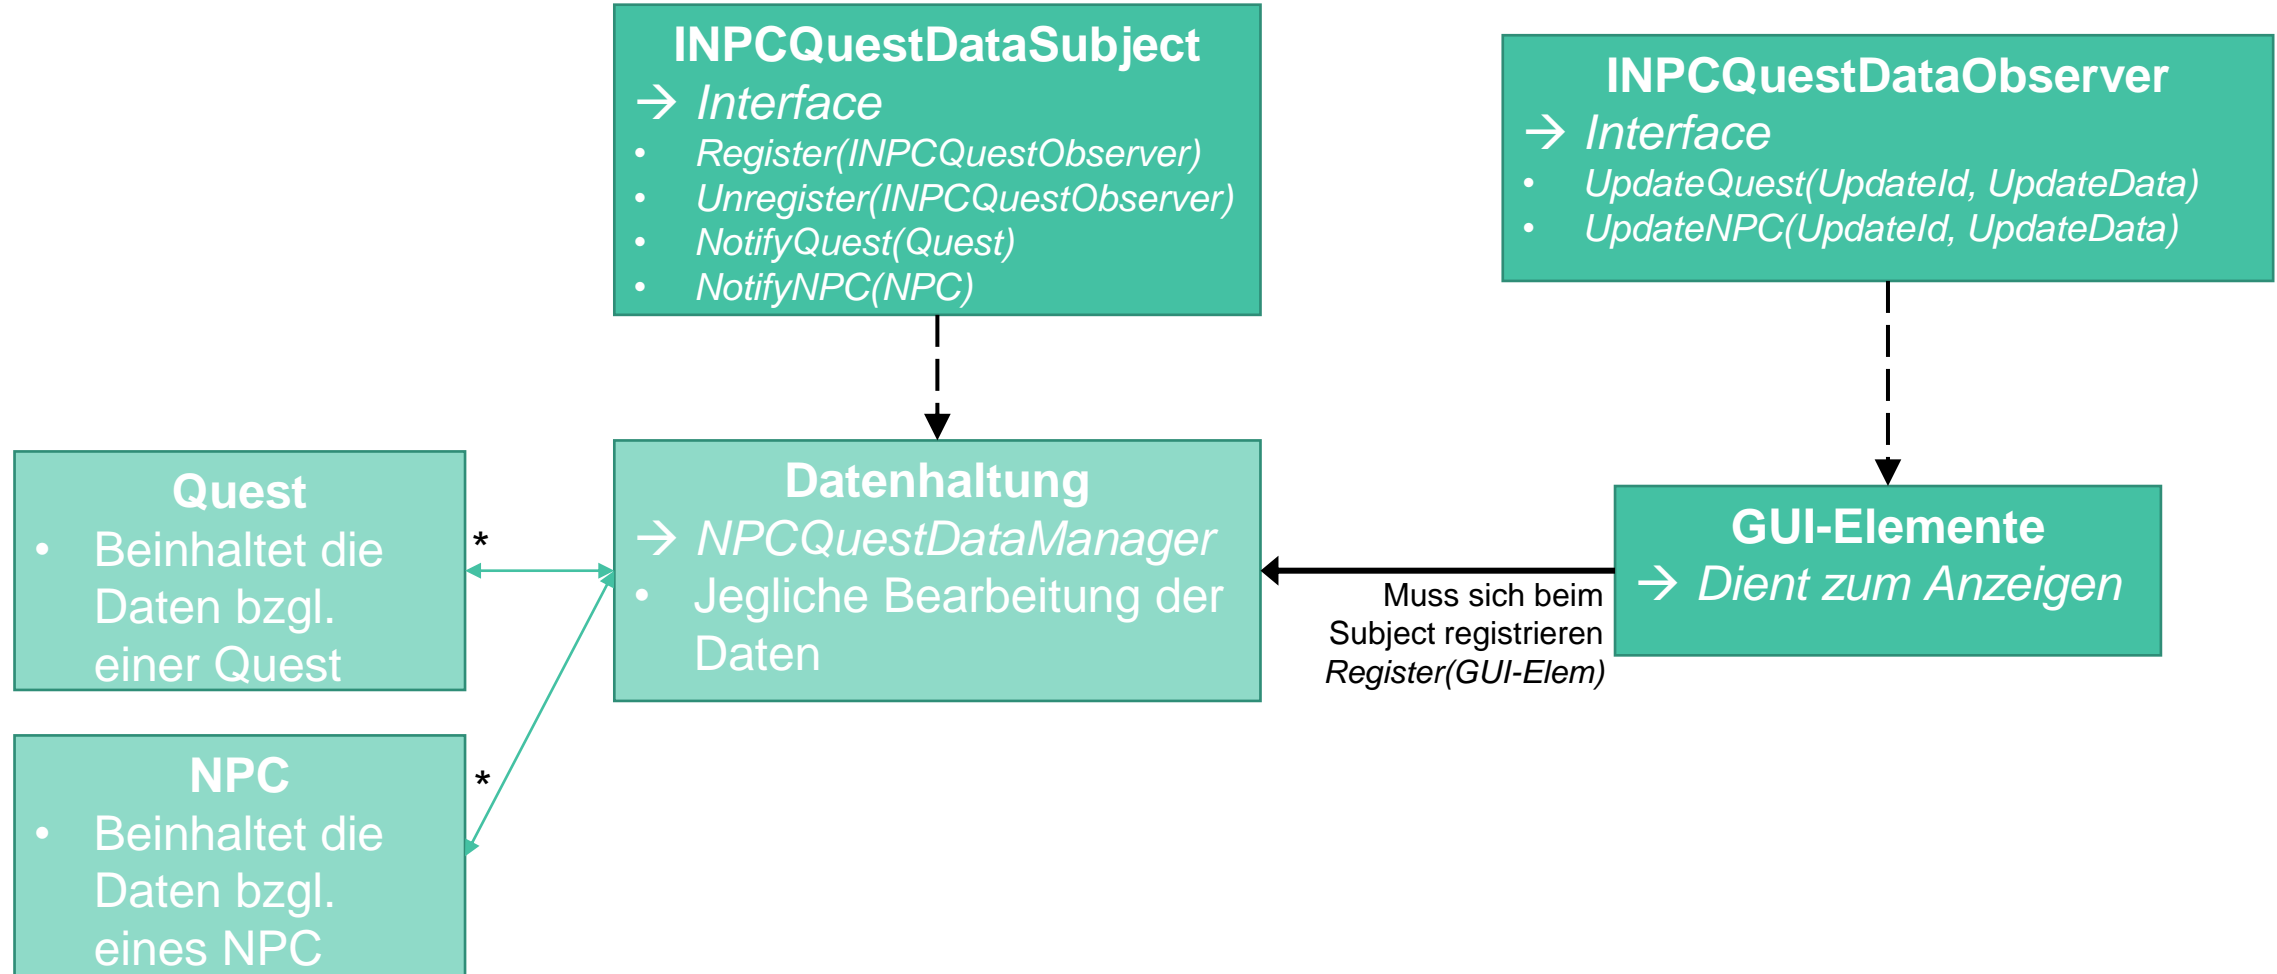 INPCQuestDataSubject
→ Interface
• Register(INPCQuestObserver)
• Unregister(INPCQuestObserver)
• NotifyQuest(Quest)
• NotifyNPC(NPC)
INPCQuestDataObserver
→ Interface
• UpdateQuest(UpdateId, UpdateData)
• UpdateNPC(UpdateId, UpdateData)
Quest
• Beinhaltet die
Daten bzgl.
einer Quest
*
Datenhaltung
→ NPCQuestDataManager
• Jegliche Bearbeitung der
Daten
Muss sich beim
Subject registrieren
Register(GUI-Elem)
GUI-Elemente
→ Dient zum Anzeigen
NPC
• Beinhaltet die
Daten bzgl.
eines NPC
*